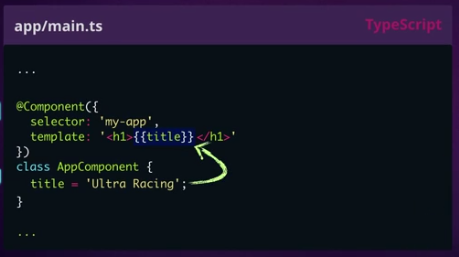 app/main.ts
TypeScript
...
@Component({
  selector: 'my-app',
  template: '<h1>{{title}}</h1>'
})
class AppComponent {
  title = 'Ultra Racing';
}
...